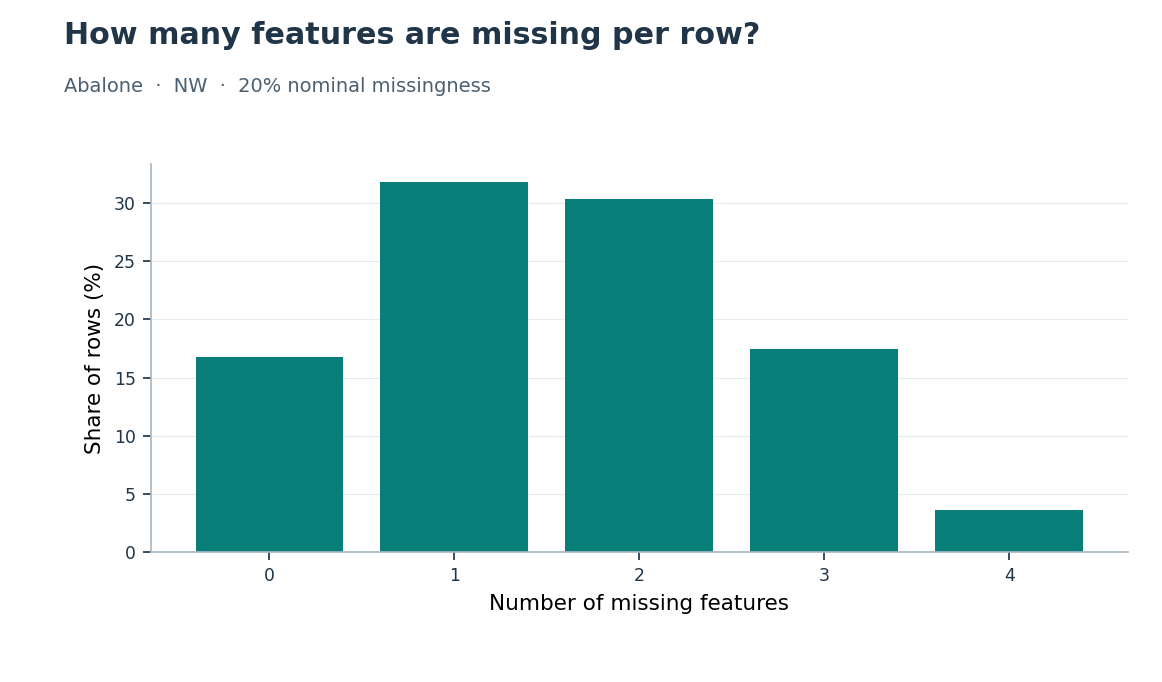 How many features are missing per row?
Abalone · NW · 20% nominal missingness
Share of rows (%)
30
25
20
15
10
5
0
0 1 2 3 4
Number of missing features